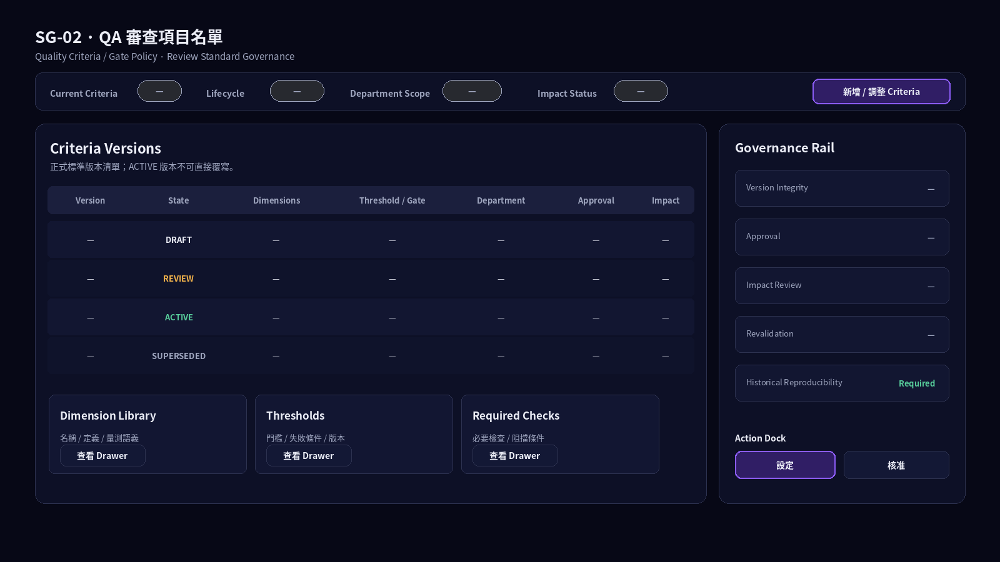 SG-02 · QA 審查項目名單
Quality Criteria / Gate Policy · Review Standard Governance
Current Criteria — Lifecycle — Department Scope — Impact Status — 新增 / 調整 Criteria
Criteria Versions
正式標準版本清單；ACTIVE 版本不可直接覆寫。
Version State Dimensions Threshold / Gate Department Approval Impact
— DRAFT — — — — —
— REVIEW — — — — —
— ACTIVE — — — — —
— SUPERSEDED — — — — —
Dimension Library
名稱 / 定義 / 量測語義
查看 Drawer
Thresholds
門檻 / 失敗條件 / 版本
查看 Drawer
Required Checks
必要檢查 / 阻擋條件
查看 Drawer
Governance Rail
Version Integrity —
Approval —
Impact Review —
Revalidation —
Historical Reproducibility Required
Action Dock
設定 核准